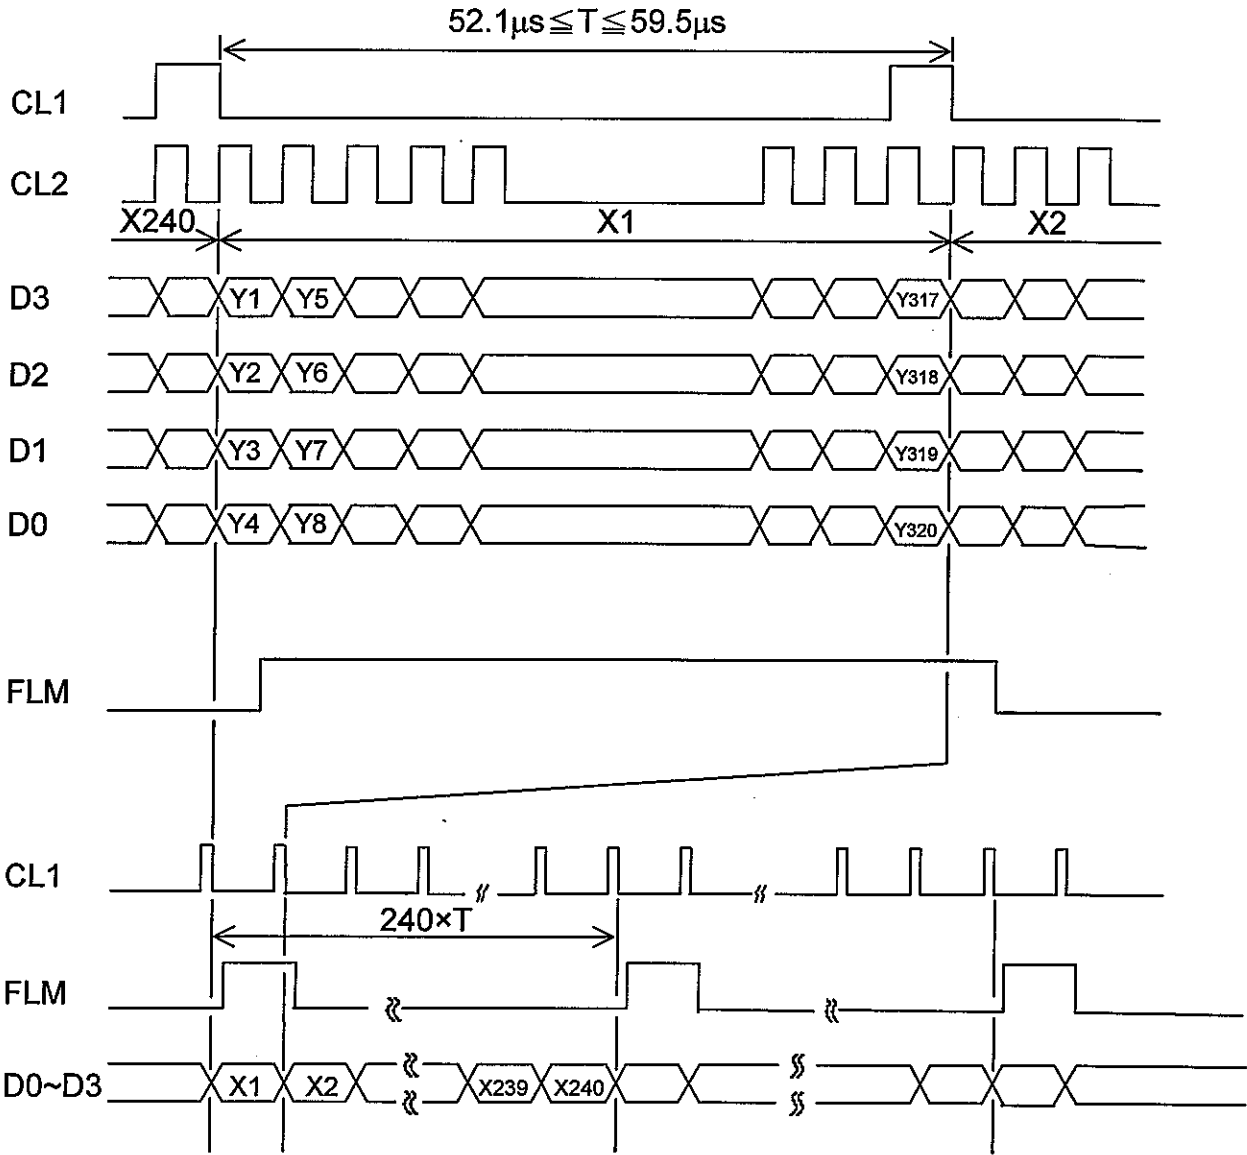 52.1μs≦T≦59.5μs
CL1
CL2
X240 X1 X2
D3 Y1 Y5 Y317
D2 Y2 Y6 Y318
D1 Y3 Y7 Y319
D0 Y4 Y8 Y320
FLM
CL1
240×T
FLM
D0~D3 X1 X2 X239 X240